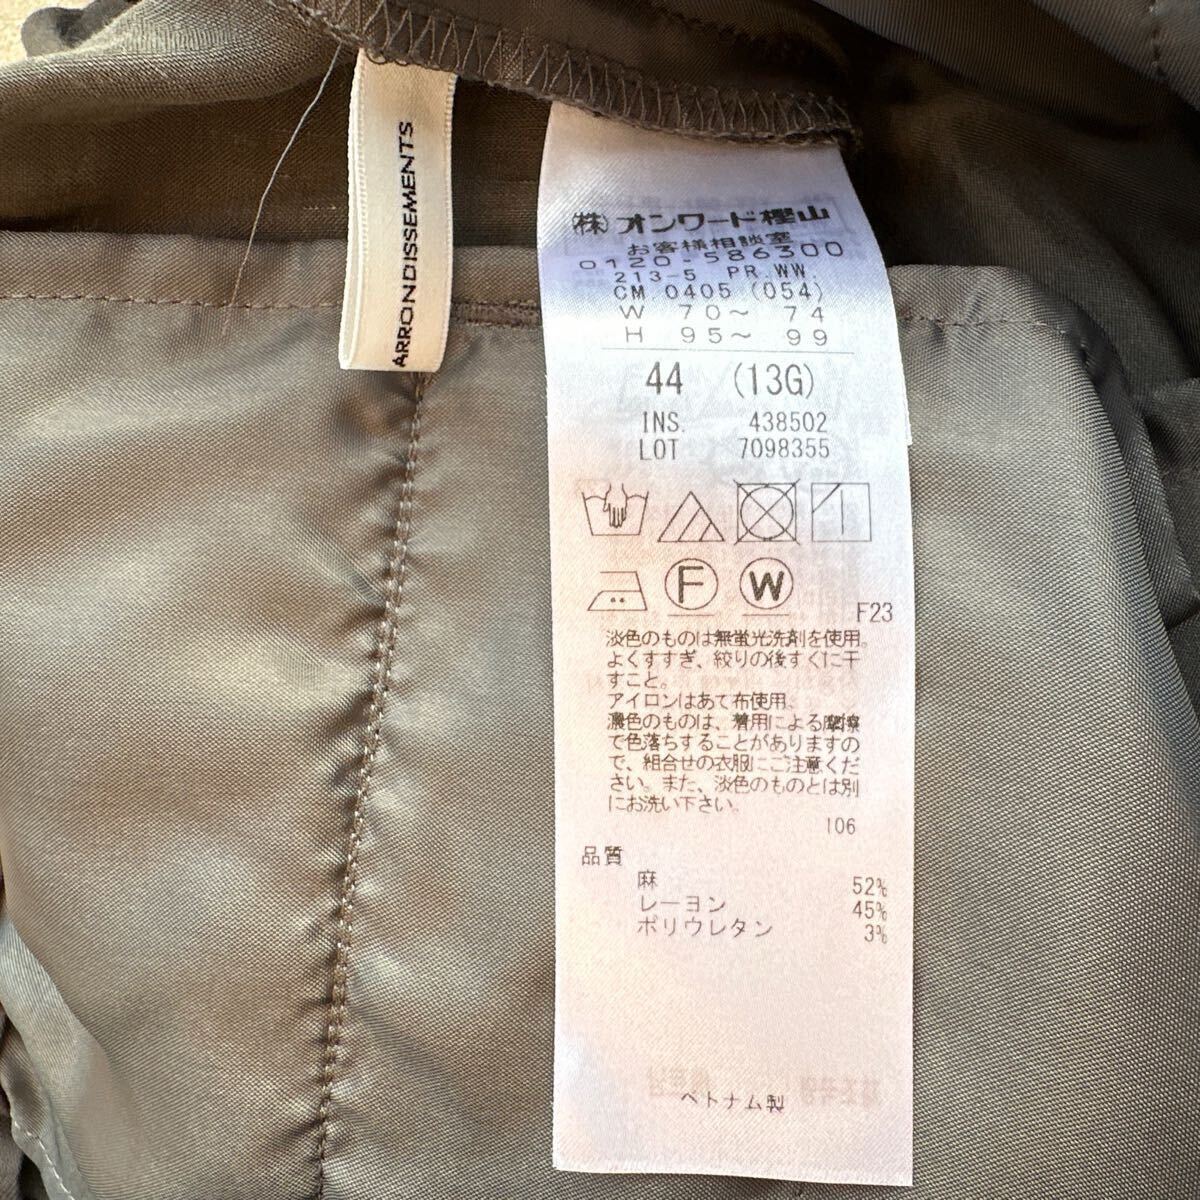 ARRONDISSEMENTS
(株)オンワード樫山
お客様相談室
0120-586300
213-5 PR.WW.
CM.0405 (054)
W 70～ 74
H 95～ 99
44 (13G)
INS. 438502
LOT 7098355
F W
F23
淡色のものは無蛍光洗剤を使用。
よくすすぎ、絞りの後すぐに干
すこと。
アイロンはあて布使用。
濃色のものは、着用による摩擦
で色落ちすることがありますの
で、組合せの衣服にご注意くだ
さい。また、淡色のものとは別
にお洗い下さい。
106
品質
麻 52%
レーヨン 45%
ポリウレタン 3%
ベトナム製